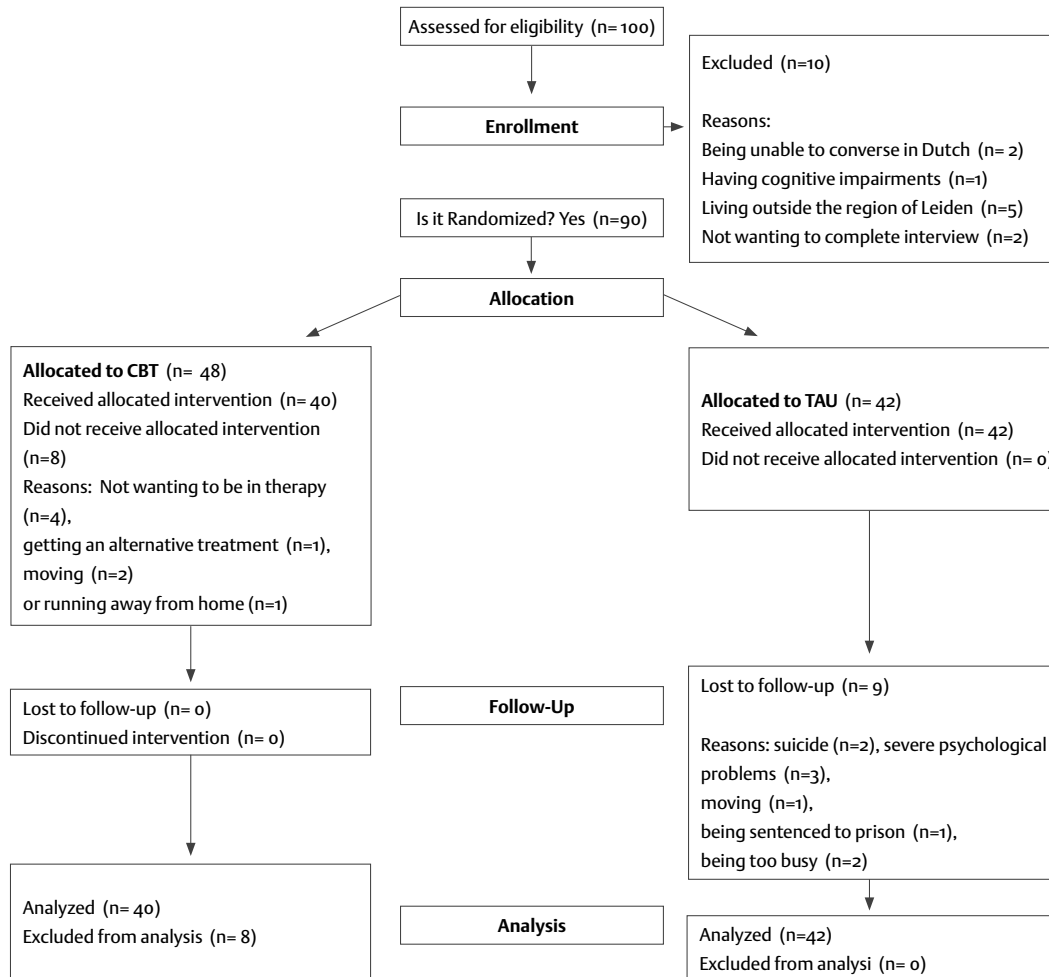 Assessed for eligibility (n= 100)
Excluded (n=10)
Reasons:
Being unable to converse in Dutch (n= 2)
Having cognitive impairments (n=1)
Living outside the region of Leiden (n=5)
Not wanting to complete interview (n=2)
Enrollment
Is it Randomized? Yes (n=90)
Allocation
Allocated to CBT (n= 48)
Received allocated intervention (n= 40)
Did not receive allocated intervention
(n=8)
Reasons: Not wanting to be in therapy
(n=4),
getting an alternative treatment (n=1),
moving (n=2)
or running away from home (n=1)
Allocated to TAU (n= 42)
Received allocated intervention (n= 42)
Did not receive allocated intervention (n= 0)
Lost to follow-up (n= 0)
Discontinued intervention (n= 0)
Follow-Up
Lost to follow-up (n= 9)
Reasons: suicide (n=2), severe psychological
problems (n=3),
moving (n=1),
being sentenced to prison (n=1),
being too busy (n=2)
Analyzed (n= 40)
Excluded from analysis (n= 8)
Analysis
Analyzed (n=42)
Excluded from analysi (n= 0)